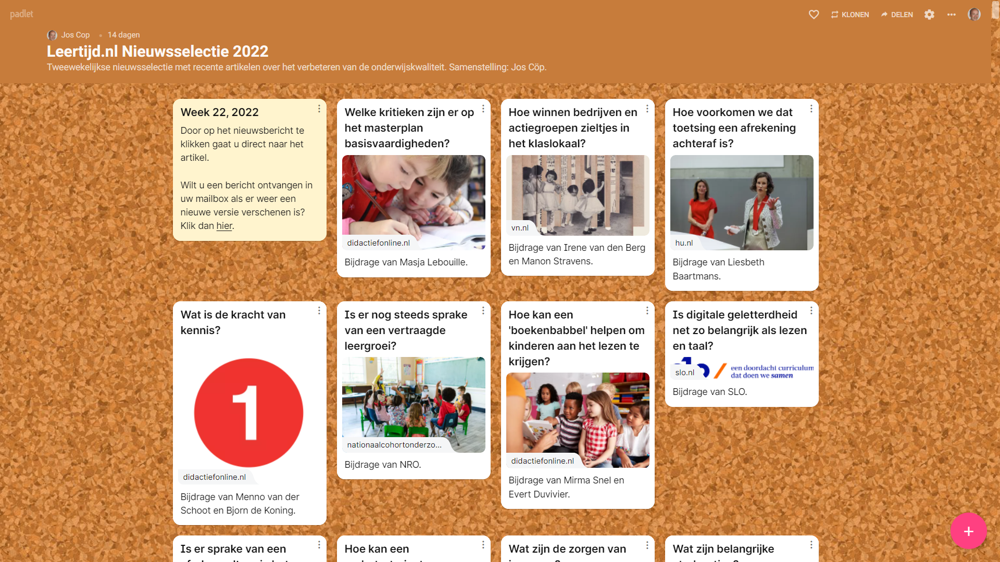 padlet
KLONEN
DELEN
Jos Cop • 14 dagen
Leertijd.nl Nieuwsselectie 2022
Tweewekelijkse nieuwsselectie met recente artikelen over het verbeteren van de onderwijskwaliteit. Samenstelling: Jos Cöp.
Week 22, 2022
Door op het nieuwsbericht te
klikken gaat u direct naar het
artikel.
Wilt u een bericht ontvangen in
uw mailbox als er weer een
nieuwe versie verschenen is?
Klik dan hier.
Welke kritieken zijn er op
het masterplan
basisvaardigheden?
didactiefonline.nl
Bijdrage van Masja Lebouille.
Hoe winnen bedrijven en
actiegroepen zieltjes in
het klaslokaal?
vn.nl
Bijdrage van Irene van den Berg
en Manon Stravens.
Hoe voorkomen we dat
toetsing een afrekening
achteraf is?
hu.nl
Bijdrage van Liesbeth
Baartmans.
Wat is de kracht van
kennis?
1
didactiefonline.nl
Bijdrage van Menno van der
Schoot en Bjorn de Koning.
Is er nog steeds sprake
van een vertraagde
leergroei?
nationaalcohortonderzo...
Bijdrage van NRO.
Hoe kan een
'boekenbabbel' helpen om
kinderen aan het lezen te
krijgen?
didactiefonline.nl
Bijdrage van Mirma Snel en
Evert Duvivier.
Is digitale geletterdheid
net zo belangrijk als lezen
en taal?
een doordacht curriculum
dat doen we samen
slo.nl
Bijdrage van SLO.
Is er sprake van een
Hoe kan een
Wat zijn de zorgen van
Wat zijn belangrijke